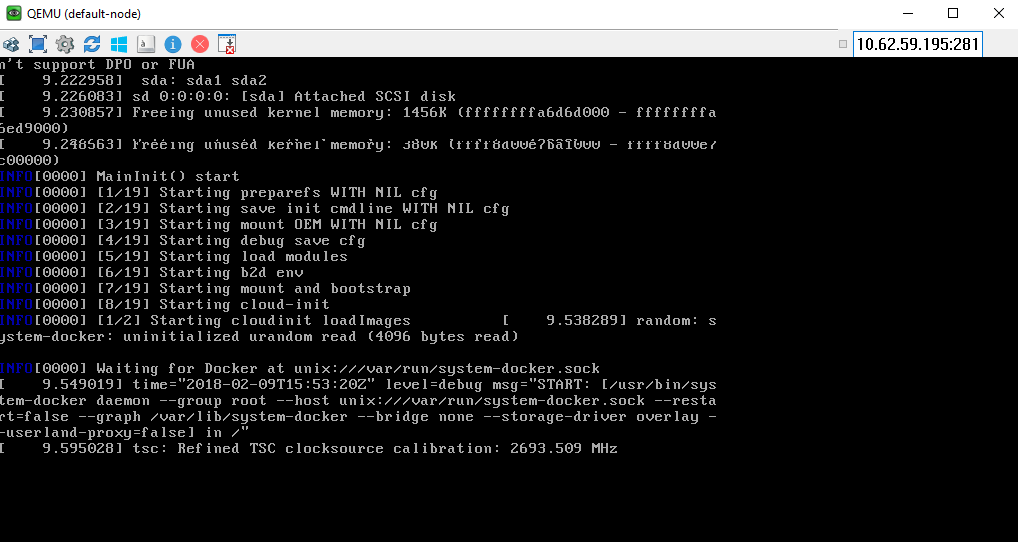 QEMU (default-node)
10.62.59.195:281
n't support DPO or FUA
[    9.222958]  sda: sda1 sda2
[    9.226083] sd 0:0:0:0: [sda] Attached SCSI disk
[    9.230857] Freeing unused kernel memory: 1456K (ffffffffa6d6d000 - ffffffffa
6ed9000)
[    9.248563] Freeing unused kernel memory: 380K
c00000)
INFO[0000] MainInit() start
INFO[0000] [1/19] Starting preparefs WITH NIL cfg
INFO[0000] [2/19] Starting save init cmdline WITH NIL cfg
INFO[0000] [3/19] Starting mount OEM WITH NIL cfg
INFO[0000] [4/19] Starting debug save cfg
INFO[0000] [5/19] Starting load modules
INFO[0000] [6/19] Starting b2d env
INFO[0000] [7/19] Starting mount and bootstrap
INFO[0000] [8/19] Starting cloud-init
INFO[0000] [1/2] Starting cloudinit loadImages          [    9.538289] random: s
ystem-docker: uninitialized urandom read (4096 bytes read)
INFO[0000] Waiting for Docker at unix:///var/run/system-docker.sock
[    9.549019] time="2018-02-09T15:53:20Z" level=debug msg="START: [/usr/bin/sys
tem-docker daemon --group root --host unix:///var/run/system-docker.sock --resta
rt=false --graph /var/lib/system-docker --bridge none --storage-driver overlay -
-userland-proxy=false] in /"
[    9.595028] tsc: Refined TSC clocksource calibration: 2693.509 MHz